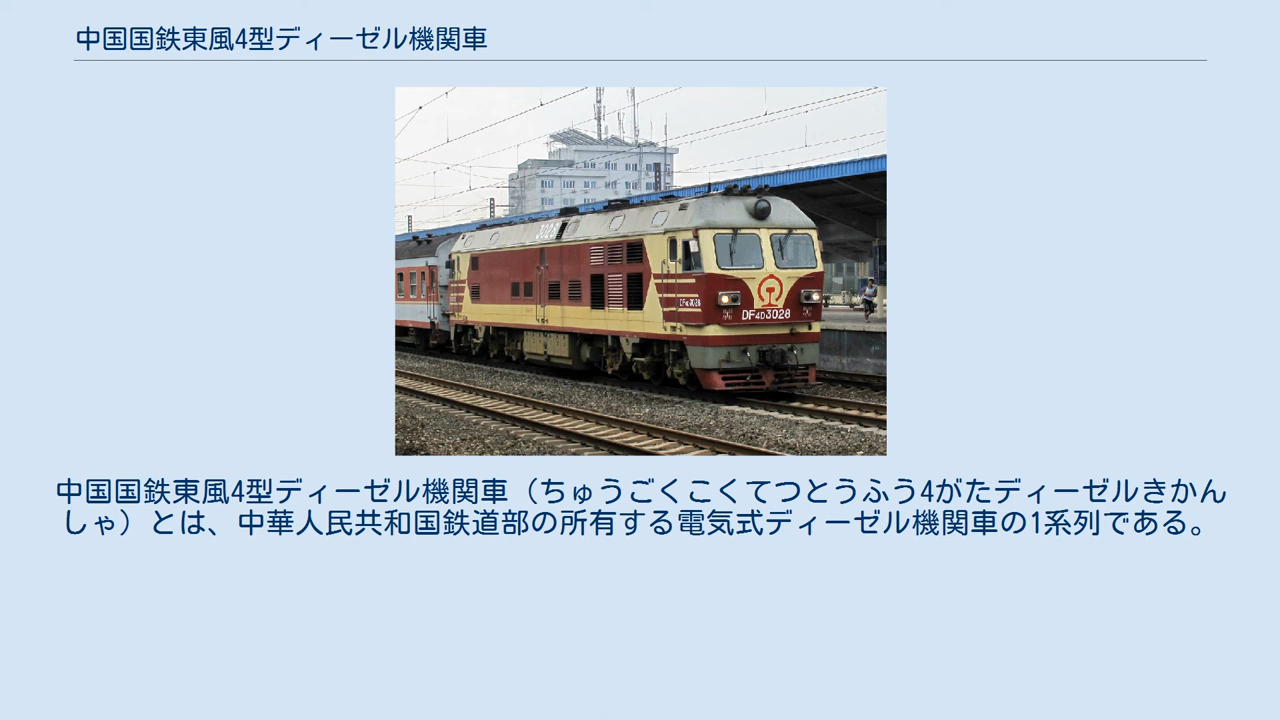 中国国鉄東風4型ディーゼル機関車
3028
DF4D3028
DF4D3028
中国国鉄東風4型ディーゼル機関車（ちゅうごくこくてつとうふう4がたディーゼルきかん
しゃ）とは、中華人民共和国鉄道部の所有する電気式ディーゼル機関車の1系列である。